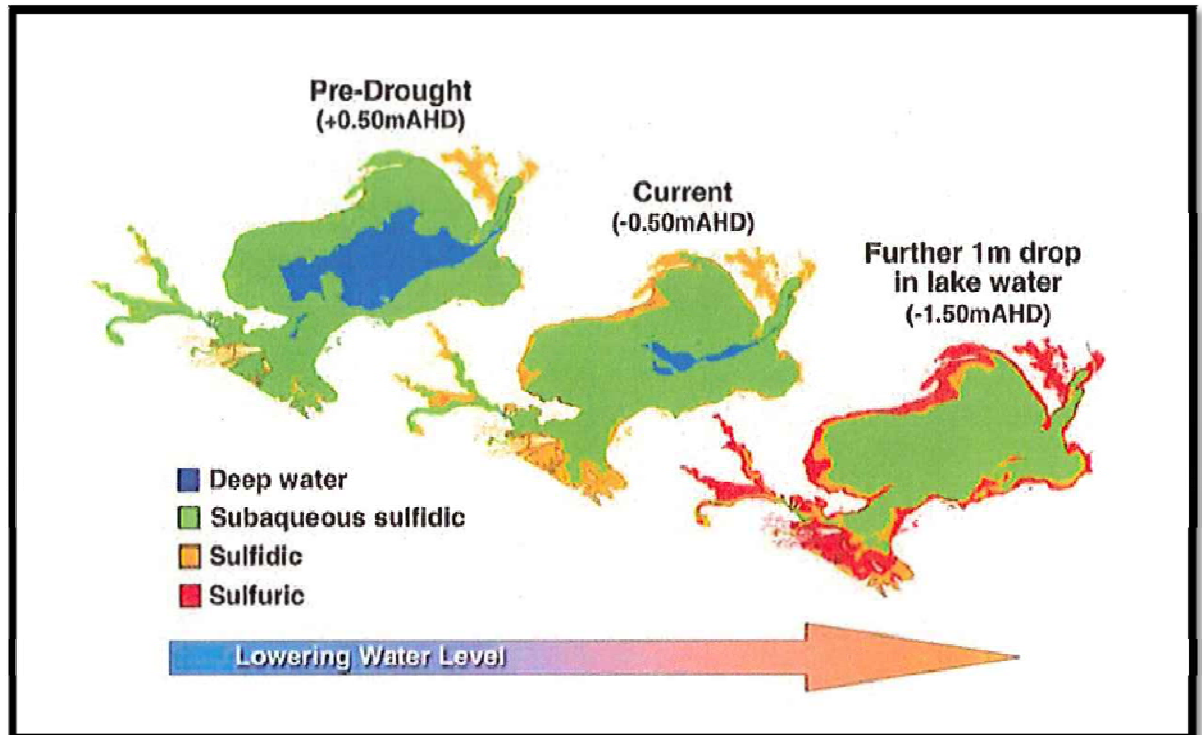 Pre-Drought
(+0.50mAHD)
Current
(-0.50mAHD)
Further 1m drop
in lake water
(-1.50mAHD)
Deep water
Subaqueous sulfidic
Sulfidic
Sulfuric
Lowering Water Level